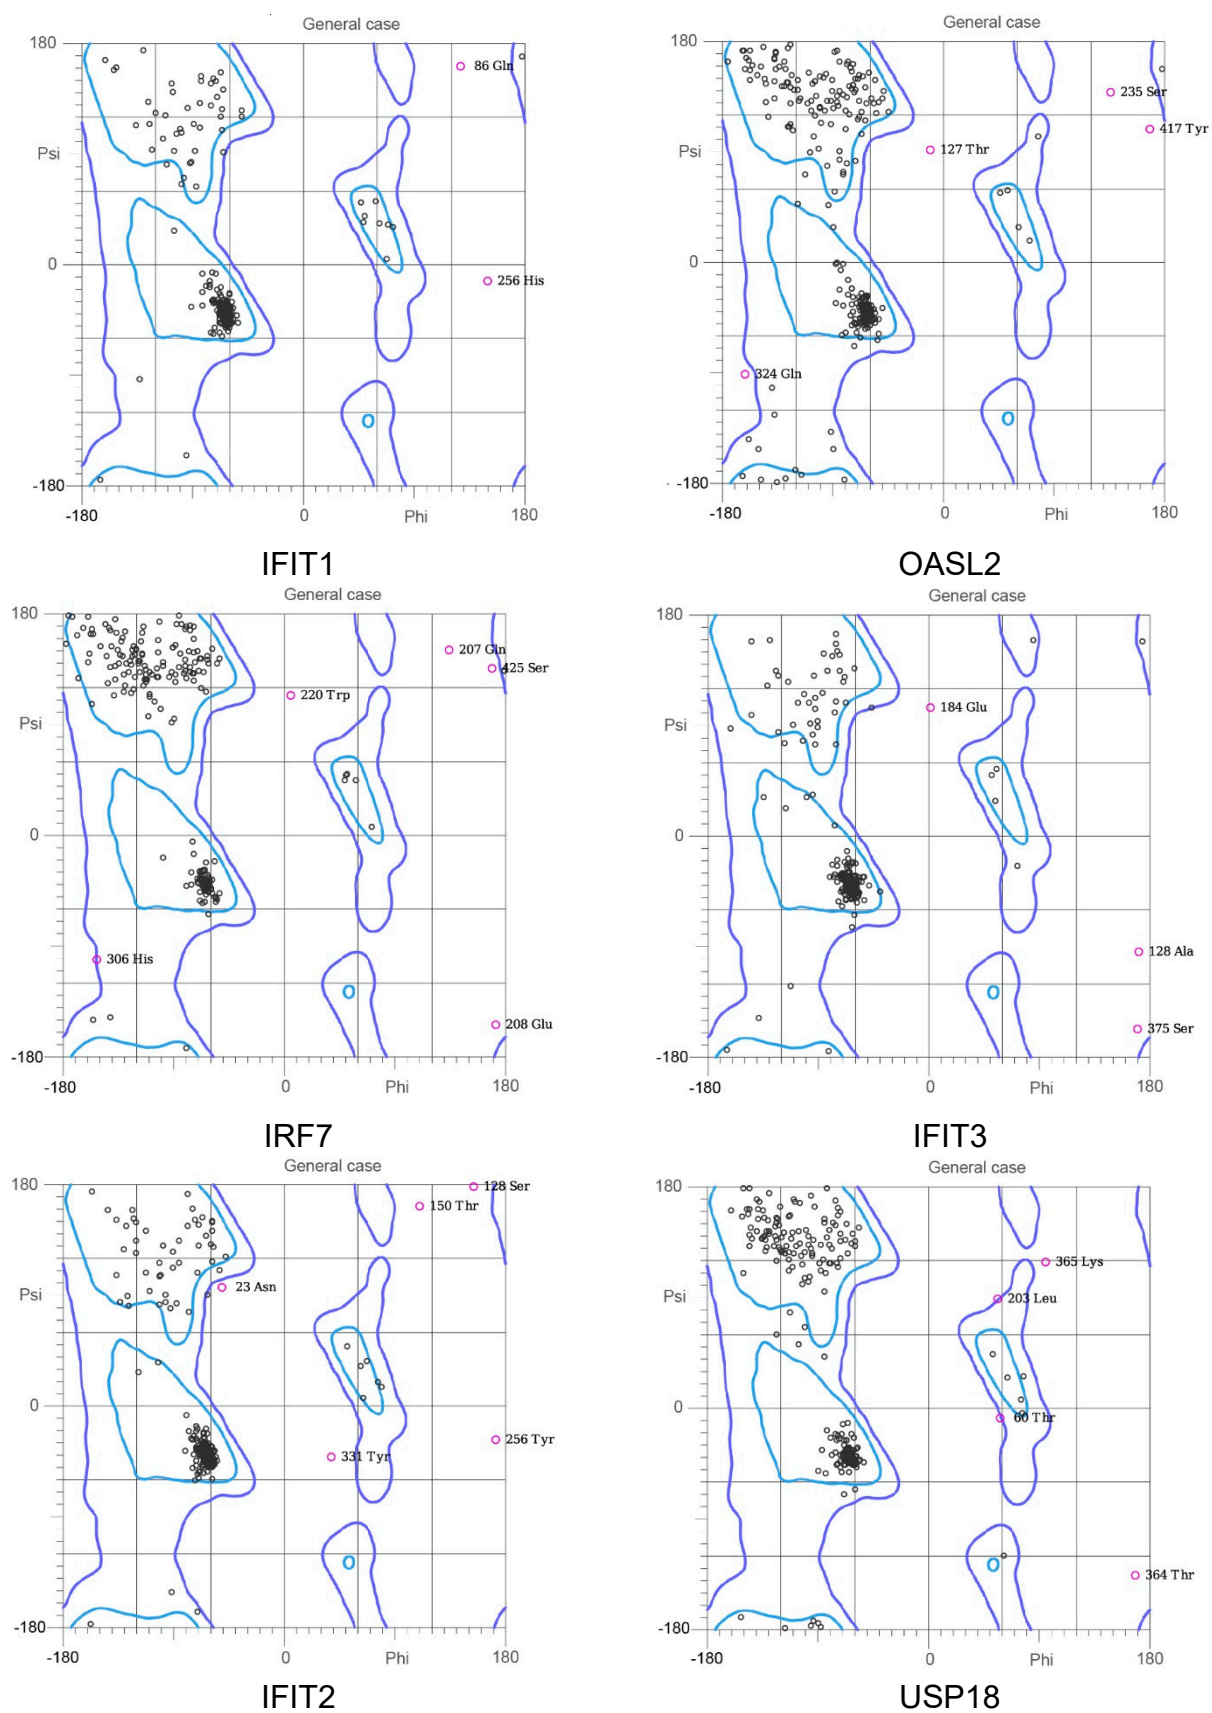 General case
180
86 Gln
Psi
0
256 His
-180
-180
0
Phi
180
IFIT1
General case
180
235 Ser
417 Tyr
127 Thr
Psi
0
324 Gln
-180
-180
0
Phi
180
OASL2
General case
180
207 Gln
425 Ser
220 Trp
Psi
0
306 His
208 Glu
-180
-180
0
Phi
180
IRF7
General case
180
184 Glu
Psi
0
128 Ala
375 Ser
-180
-180
0
Phi
180
IFIT3
General case
180
128 Ser
150 Thr
23 Asn
Psi
0
256 Tyr
331 Tyr
-180
-180
0
Phi
180
IFIT2
General case
180
365 Lys
203 Leu
Psi
0
60 Thr
364 Thr
-180
-180
0
Phi
180
USP18